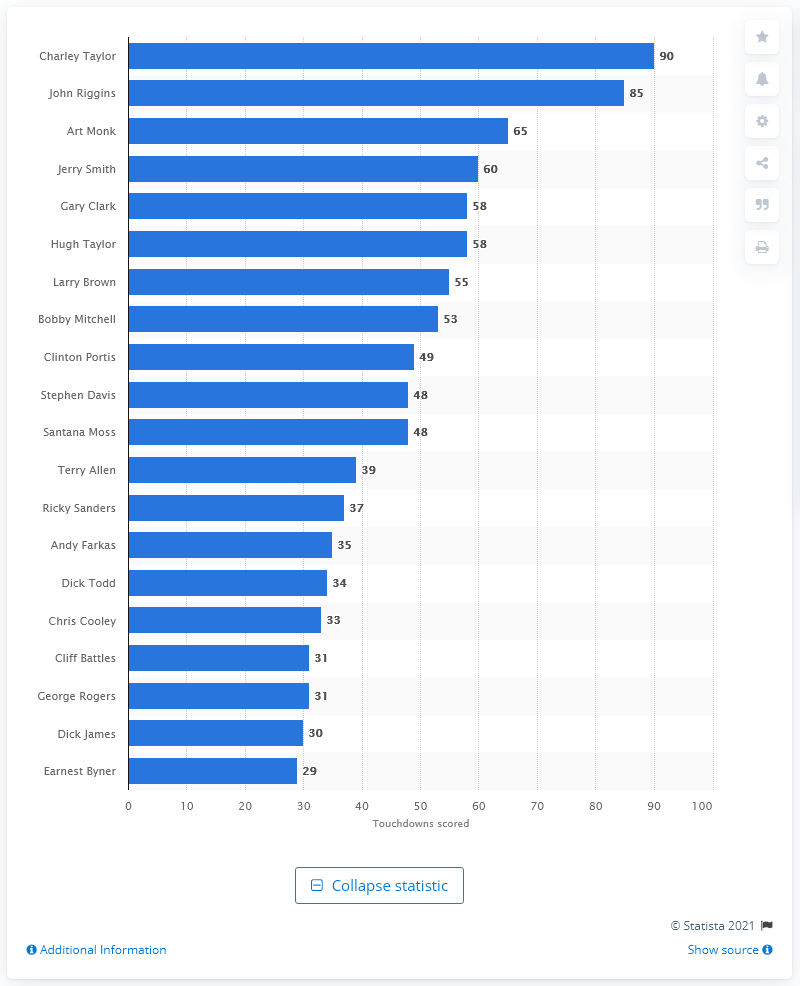 Charley Taylor 90
John Riggins 85
Art Monk 65
Jerry Smith 60
Gary Clark 58
Hugh Taylor 58
Larry Brown 55
Bobby Mitchell 53
Clinton Portis 49
Stephen Davis 48
Santana Moss 48
Terry Allen 39
Ricky Sanders 37
Andy Farkas 35
Dick Todd 34
Chris Cooley 33
Cliff Battles 31
George Rogers 31
Dick James 30
Earnest Byner 29
0 10 20 30 40 50 60 70 80 90 100
Touchdowns scored
Collapse statistic
© Statista 2021
Additional Information Show source